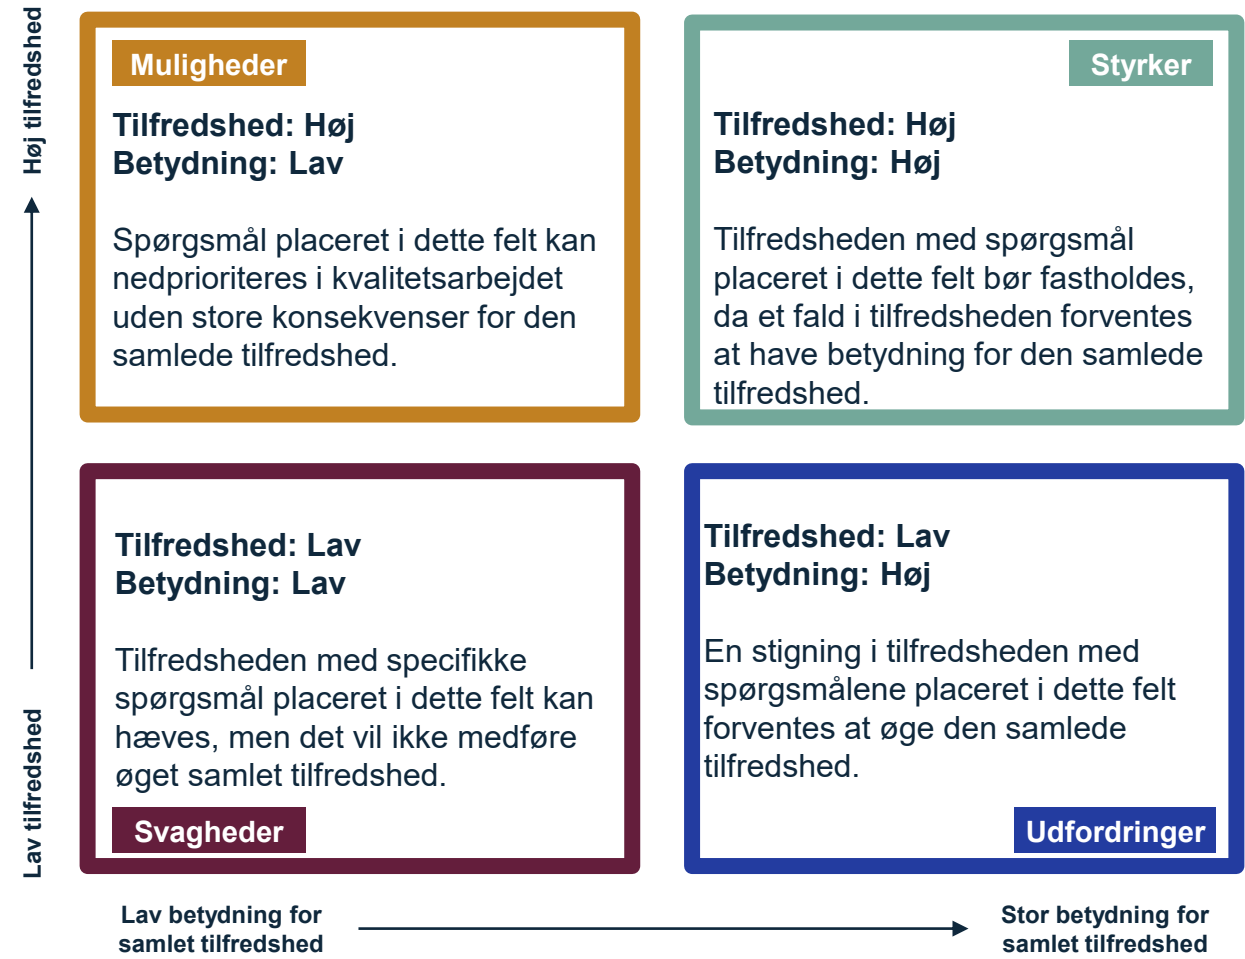 Høj tilfredshed
Muligheder
Tilfredshed: Høj
Betydning: Lav
Spørgsmål placeret i dette felt kan
nedprioriteres i kvalitetsarbejdet
uden store konsekvenser for den
samlede tilfredshed.
Styrker
Tilfredshed: Høj
Betydning: Høj
Tilfredsheden med spørgsmål
placeret i dette felt bør fastholdes,
da et fald i tilfredsheden forventes
at have betydning for den samlede
tilfredshed.
Lav tilfredshed
Tilfredshed: Lav
Betydning: Lav
Tilfredsheden med specifikke
spørgsmål placeret i dette felt kan
hæves, men det vil ikke medføre
øget samlet tilfredshed.
Svagheder
Tilfredshed: Lav
Betydning: Høj
En stigning i tilfredsheden med
spørgsmålene placeret i dette felt
forventes at øge den samlede
tilfredshed.
Udfordringer
Lav betydning for
samlet tilfredshed
Stor betydning for
samlet tilfredshed